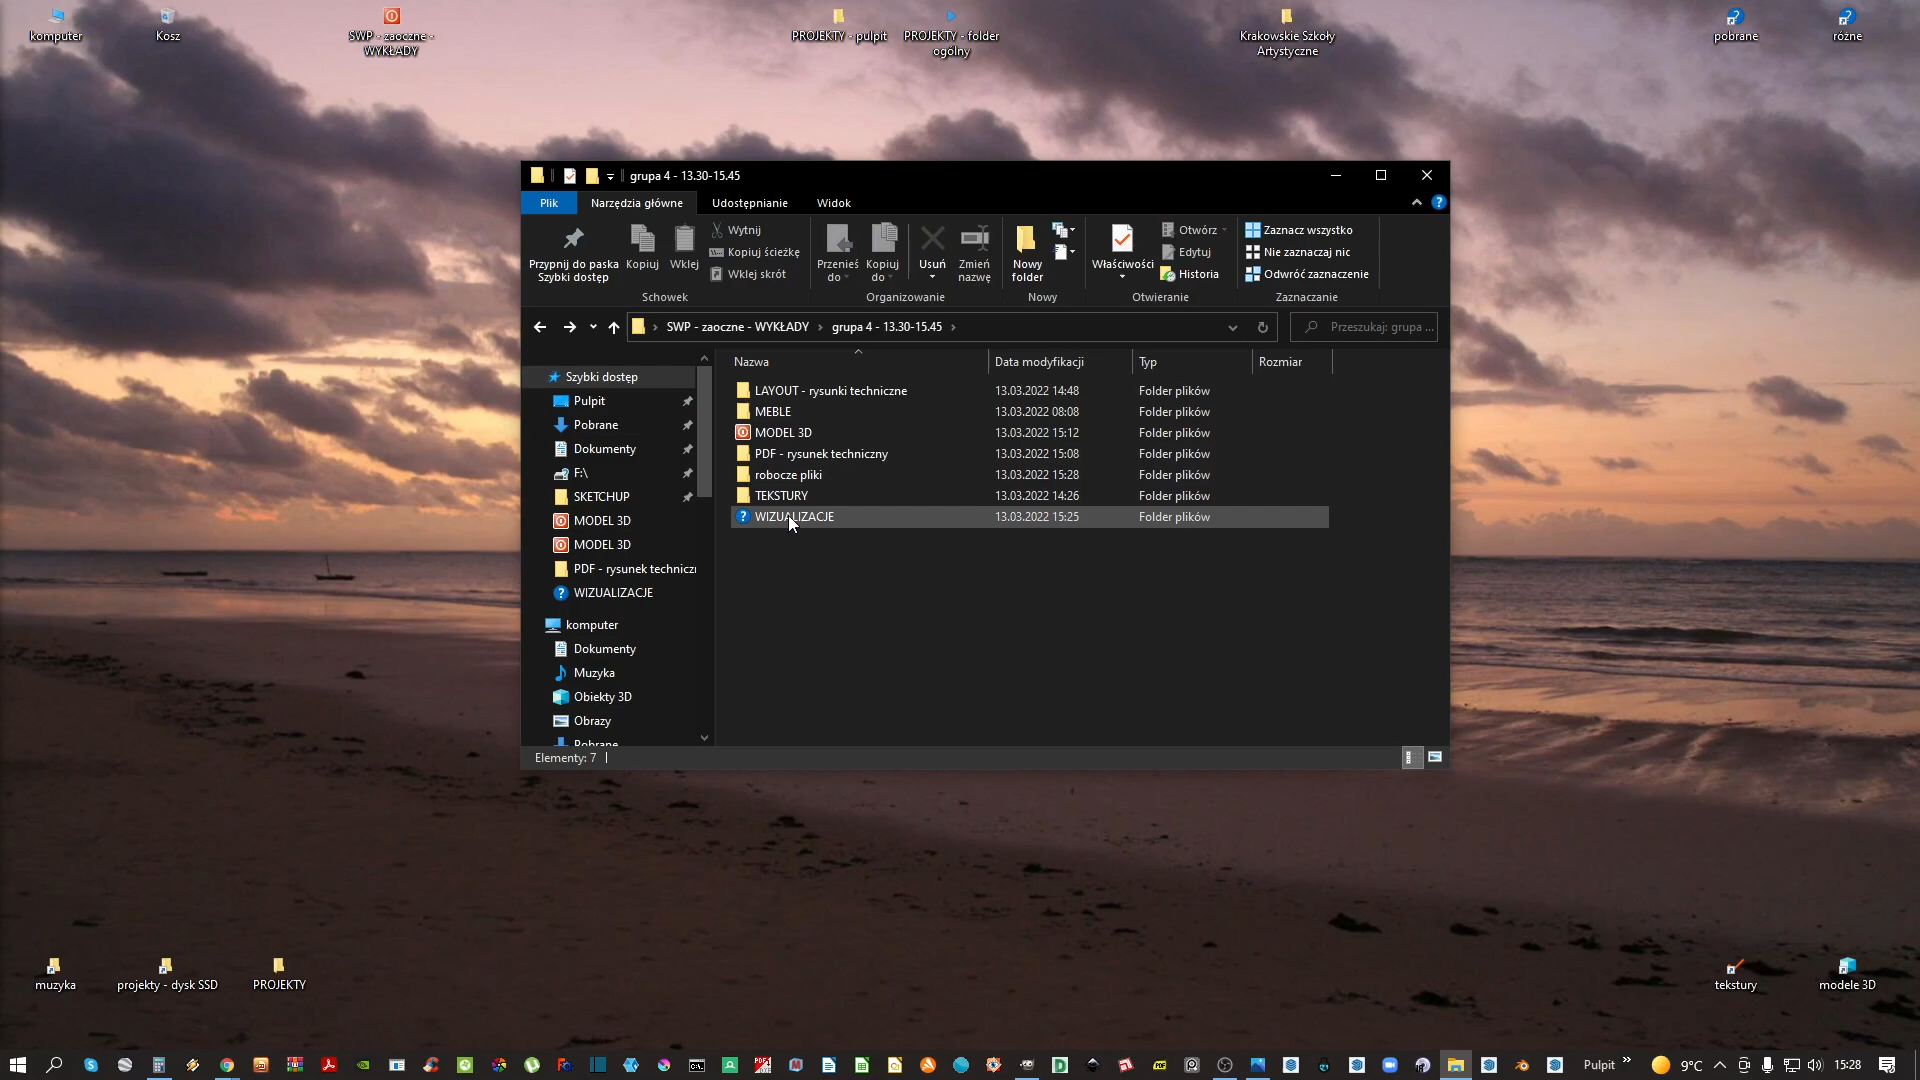 komputer
Kosz
SWP - zaoczne -
WYKŁADY
PROJEKTY - pulpit
PROJEKTY - folder
ogólny
Krakowskie Szkoły
Artystyczne
pobrane
różne
grupa 4 - 13.30-15.45
Plik
Narzędzia główne
Udostępnianie
Widok
Przypnij do paska
Szybki dostęp
Kopiuj
Wklej
Wytnij
Kopiuj ścieżkę
Wklej skrót
Schowek
Przenieś
do
Kopiuj
do
Usuń
Zmień
nazwę
Organizowanie
Nowy
folder
Nowy
Właściwości
Otwórz
Edytuj
Historia
Otwieranie
Zaznacz wszystko
Nie zaznaczaj nic
Odwróć zaznaczenie
Zaznaczanie
SWP - zaoczne - WYKŁADY
grupa 4 - 13.30-15.45
Przeszukaj: grupa ...
Szybki dostęp
Pulpit
Pobrane
Dokumenty
F:\
SKETCHUP
MODEL 3D
MODEL 3D
PDF - rysunek techniczn
WIZUALIZACJE
komputer
Dokumenty
Muzyka
Obiekty 3D
Obrazy
Pobrane
Nazwa Data modyfikacji Typ Rozmiar
LAYOUT - rysunki techniczne 13.03.2022 14:48 Folder plików
MEBLE 13.03.2022 08:08 Folder plików
MODEL 3D 13.03.2022 15:12 Folder plików
PDF - rysunek techniczny 13.03.2022 15:08 Folder plików
robocze pliki 13.03.2022 15:28 Folder plików
TEKSTURY 13.03.2022 14:26 Folder plików
WIZUALIZACJE 13.03.2022 15:25 Folder plików
Elementy: 7
muzyka
projekty - dysk SSD
PROJEKTY
tekstury
modele 3D
Pulpit
9°C
15:28